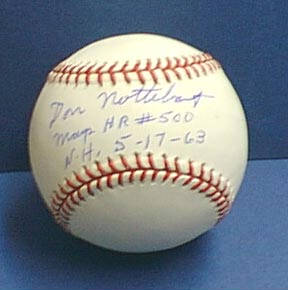 Don Nottebart
Mays HR #500
N.H. 5-17-63